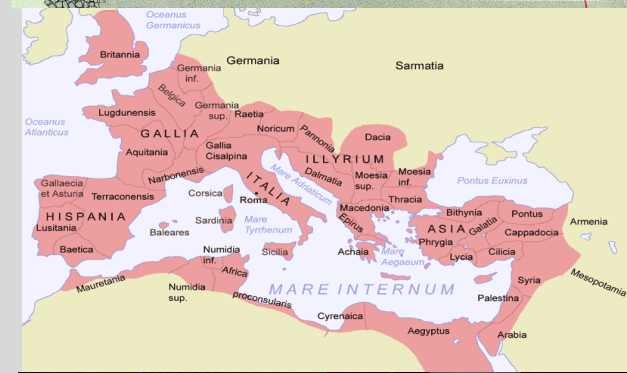 Oceanus
Germanicus
Britannia
Germania
Sarmatia
Germania
inf.
Belgica
Germania
sup.
Lugdunensis
Raetia
Oceanus
Atlanticus
GALLIA
Noricum
Pannonia
Dacia
Aquitania
Gallia
Cisalpina
ILLYRIUM
Narbonensis
Mare Adriaticum
Dalmatia
Moesia
sup.
Moesia
inf.
Pontus Euxinus
Gallaecia
et Asturia
Terraconensis
Corsica
ITALIA
Roma
Thracia
Macedonia
Bithynia
Pontus
Armenia
HISPANIA
Lusitania
Baleares
Sardinia
Mare
Tyrrhenum
Epirus
ASIA
Galatia
Cappadocia
Phrygia
Baetica
Numidia
inf.
Sicilia
Achaia
Mare
Aegaeum
Lycia
Cilicia
Mauretania
Africa
proconsularis
Numidia
sup.
MARE INTERNUM
Syria
Mesopotamia
Palestina
Cyrenaica
Aegyptus
Arabia